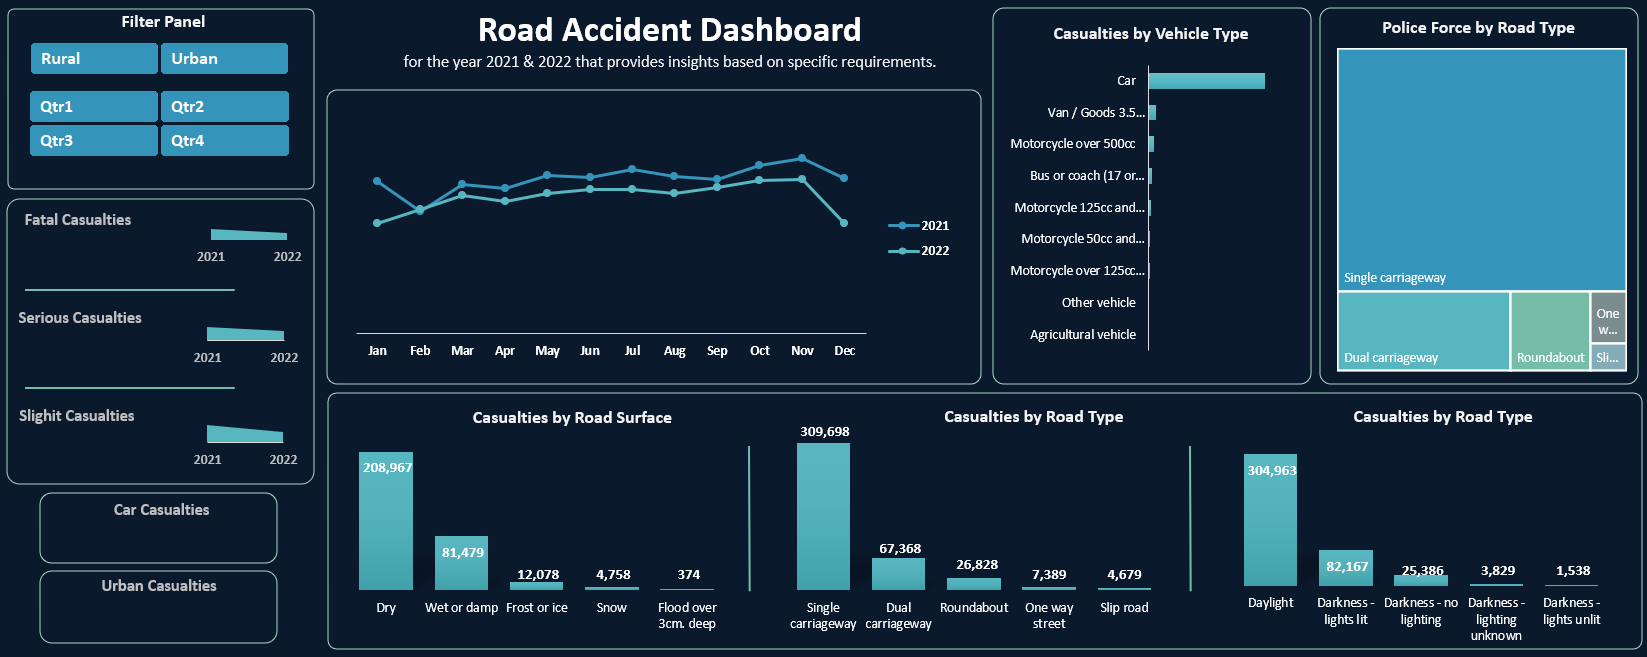 Filter Panel
Rural
Urban
Qtr1
Qtr2
Qtr3
Qtr4
Fatal Casualties
2021
2022
Serious Casualties
2021
2022
Slighit Casualties
2021
2022
Car Casualties
Urban Casualties
Road Accident Dashboard
for the year 2021 & 2022 that provides insights based on specific requirements.
2021
2022
Jan Feb Mar Apr May Jun Jul Aug Sep Oct Nov Dec
Casualties by Vehicle Type
Car
Van / Goods 3.5...
Motorcycle over 500cc
Bus or coach (17 or...
Motorcycle 125cc and...
Motorcycle 50cc and...
Motorcycle over 125cc...
Other vehicle
Agricultural vehicle
Police Force by Road Type
Single carriageway
Dual carriageway
Roundabout
One
w...
Sli...
Casualties by Road Surface
208,967
81,479
12,078
4,758
374
Dry
Wet or damp
Frost or ice
Snow
Flood over
3cm. deep
Casualties by Road Type
309,698
67,368
26,828
7,389
4,679
Single
carriageway
Dual
carriageway
Roundabout
One way
street
Slip road
Casualties by Road Type
304,963
82,167
25,386
3,829
1,538
Daylight
Darkness -
lights lit
Darkness - no
lighting
Darkness -
lighting
unknown
Darkness -
lights unlit